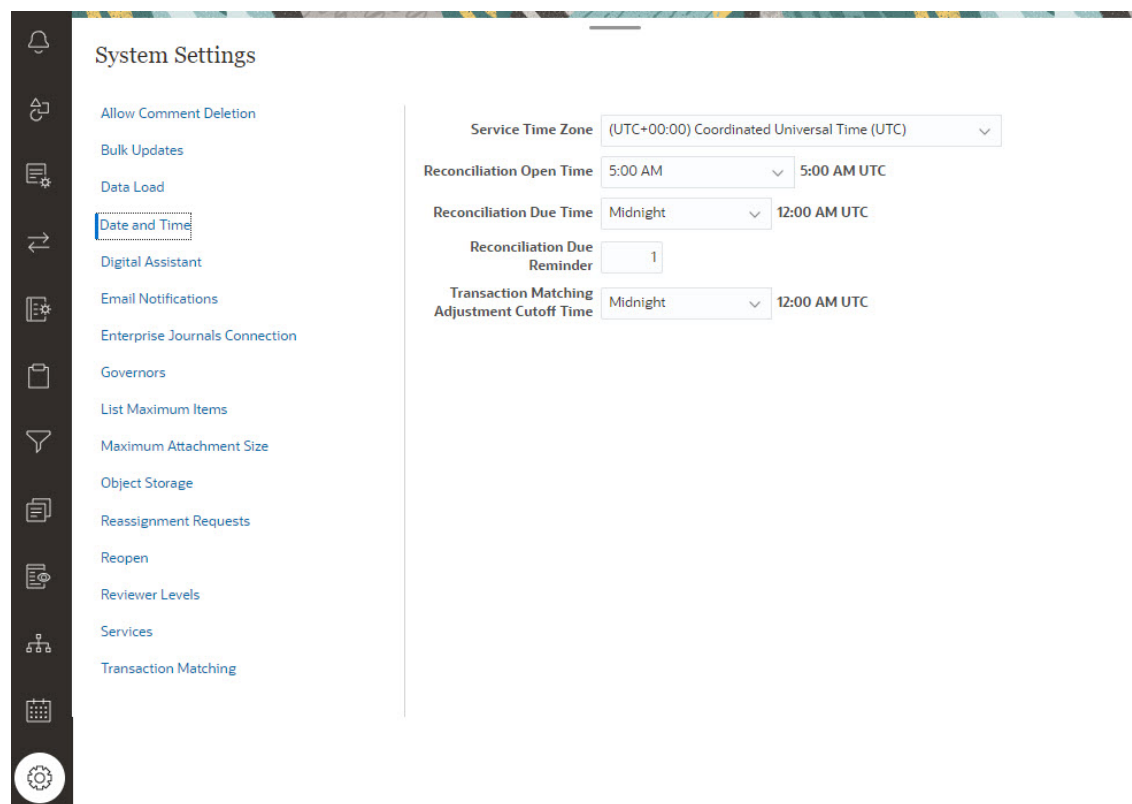 System Settings
Allow Comment Deletion
Bulk Updates
Data Load
Date and Time
Digital Assistant
Email Notifications
Enterprise Journals Connection
Governors
List Maximum Items
Maximum Attachment Size
Object Storage
Reassignment Requests
Reopen
Reviewer Levels
Services
Transaction Matching
Service Time Zone (UTC+00:00) Coordinated Universal Time (UTC)
Reconciliation Open Time 5:00 AM 5:00 AM UTC
Reconciliation Due Time Midnight 12:00 AM UTC
Reconciliation Due
Reminder 1
Transaction Matching
Adjustment Cutoff Time Midnight 12:00 AM UTC